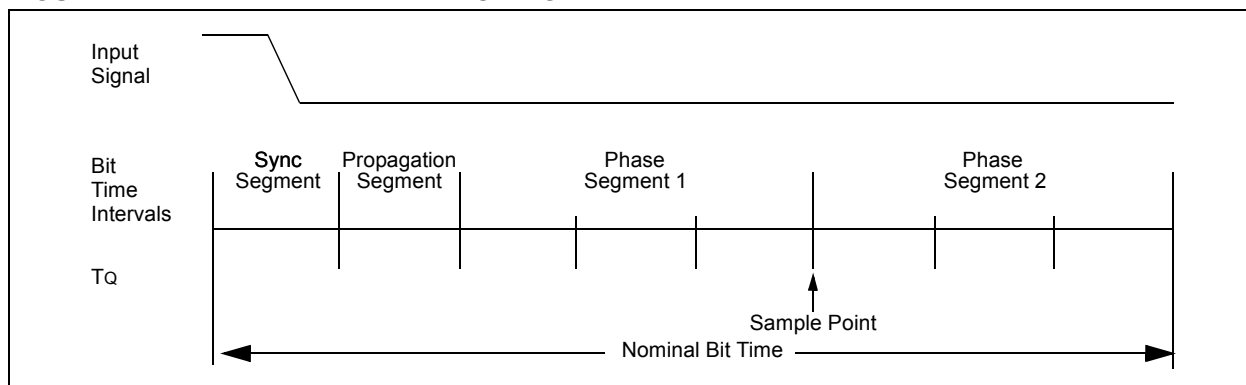 Input
Signal
Bit
Time
Intervals
Sync
Segment
Propagation
Segment
Phase
Segment 1
Phase
Segment 2
TQ
Sample Point
Nominal Bit Time